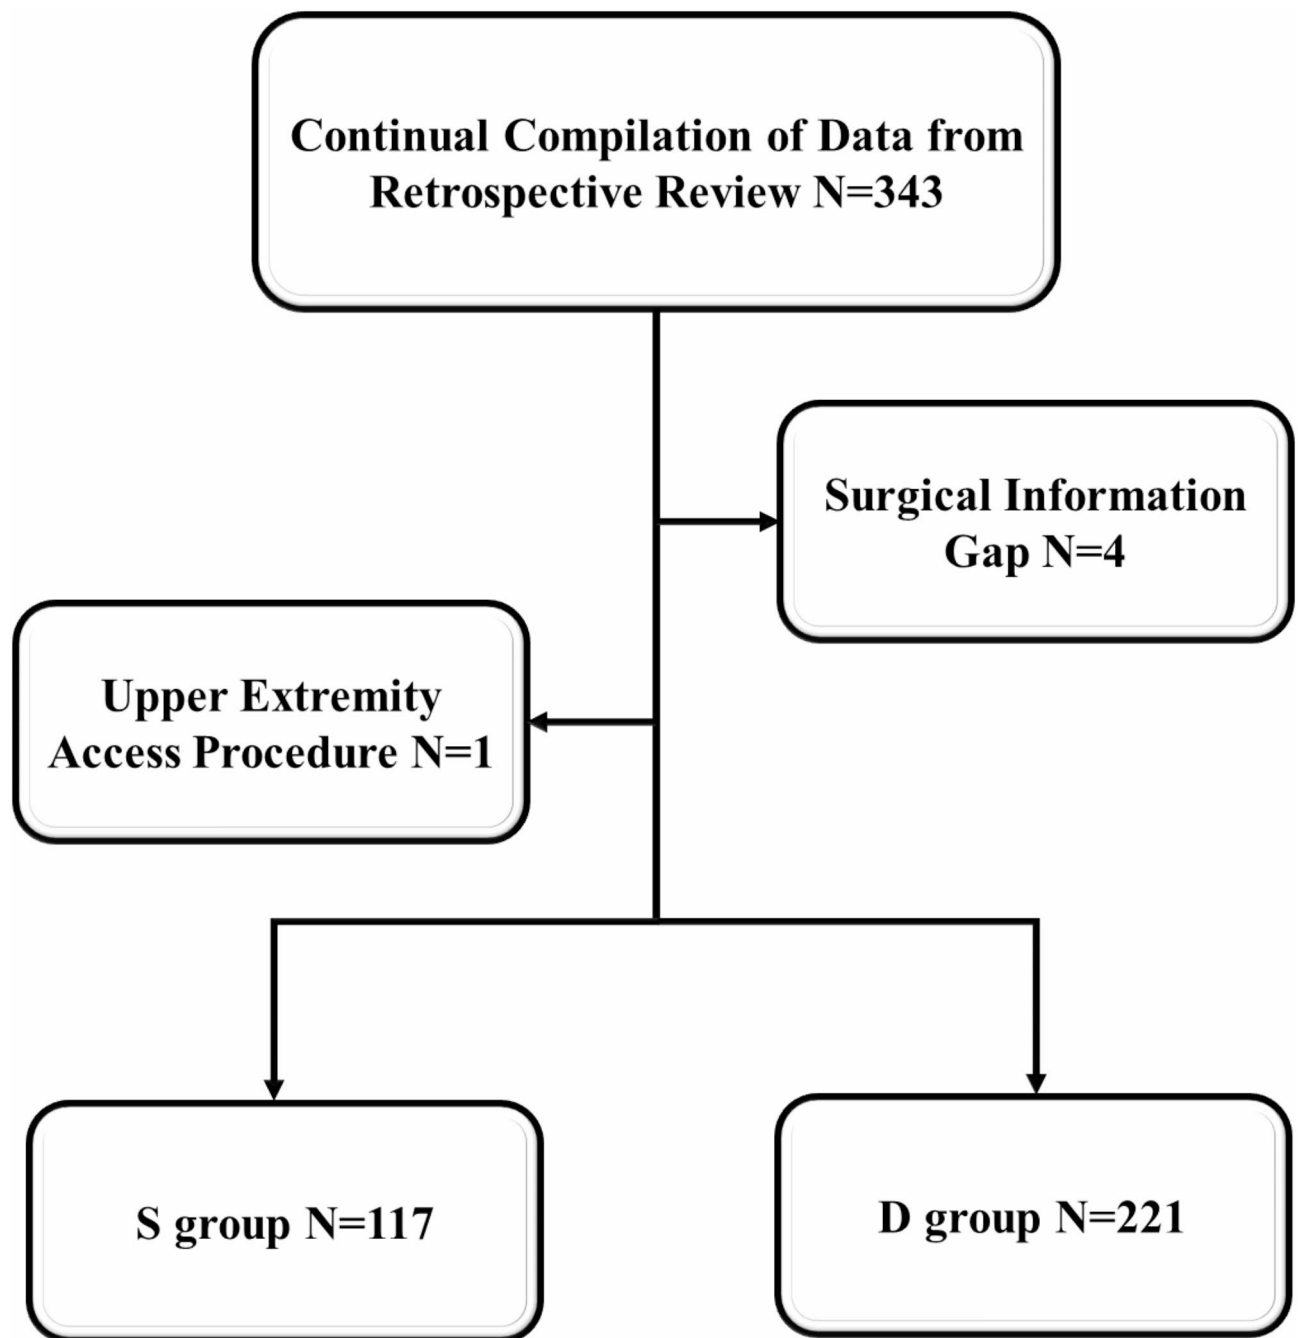 Continual Compilation of Data from
Retrospective Review N=343
Surgical Information
Gap N=4
Upper Extremity
Access Procedure N=1
S group N=117
D group N=221